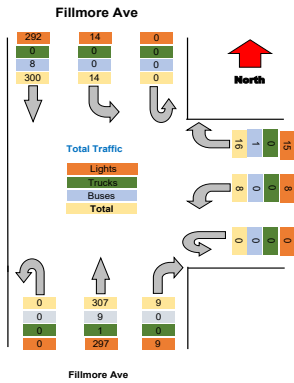 Fillmore Ave
292 14 0
0 0 0
8 0 0
300 14 0
North
16 1 0 15
Total Traffic
Lights
Trucks
Buses
Total
8 0 0 8
0 0 0 0
0 307 9
0 9 0
0 1 0
0 297 9
Fillmore Ave